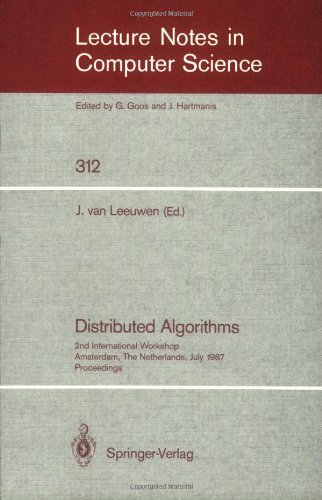 Lecture Notes in
Computer Science
Edited by G. Goos and J. Hartmanis
312
J. van Leeuwen (Ed.)
Distributed Algorithms
2nd International Workshop
Amsterdam, The Netherlands, July 1987
Proceedings
Springer-Verlag